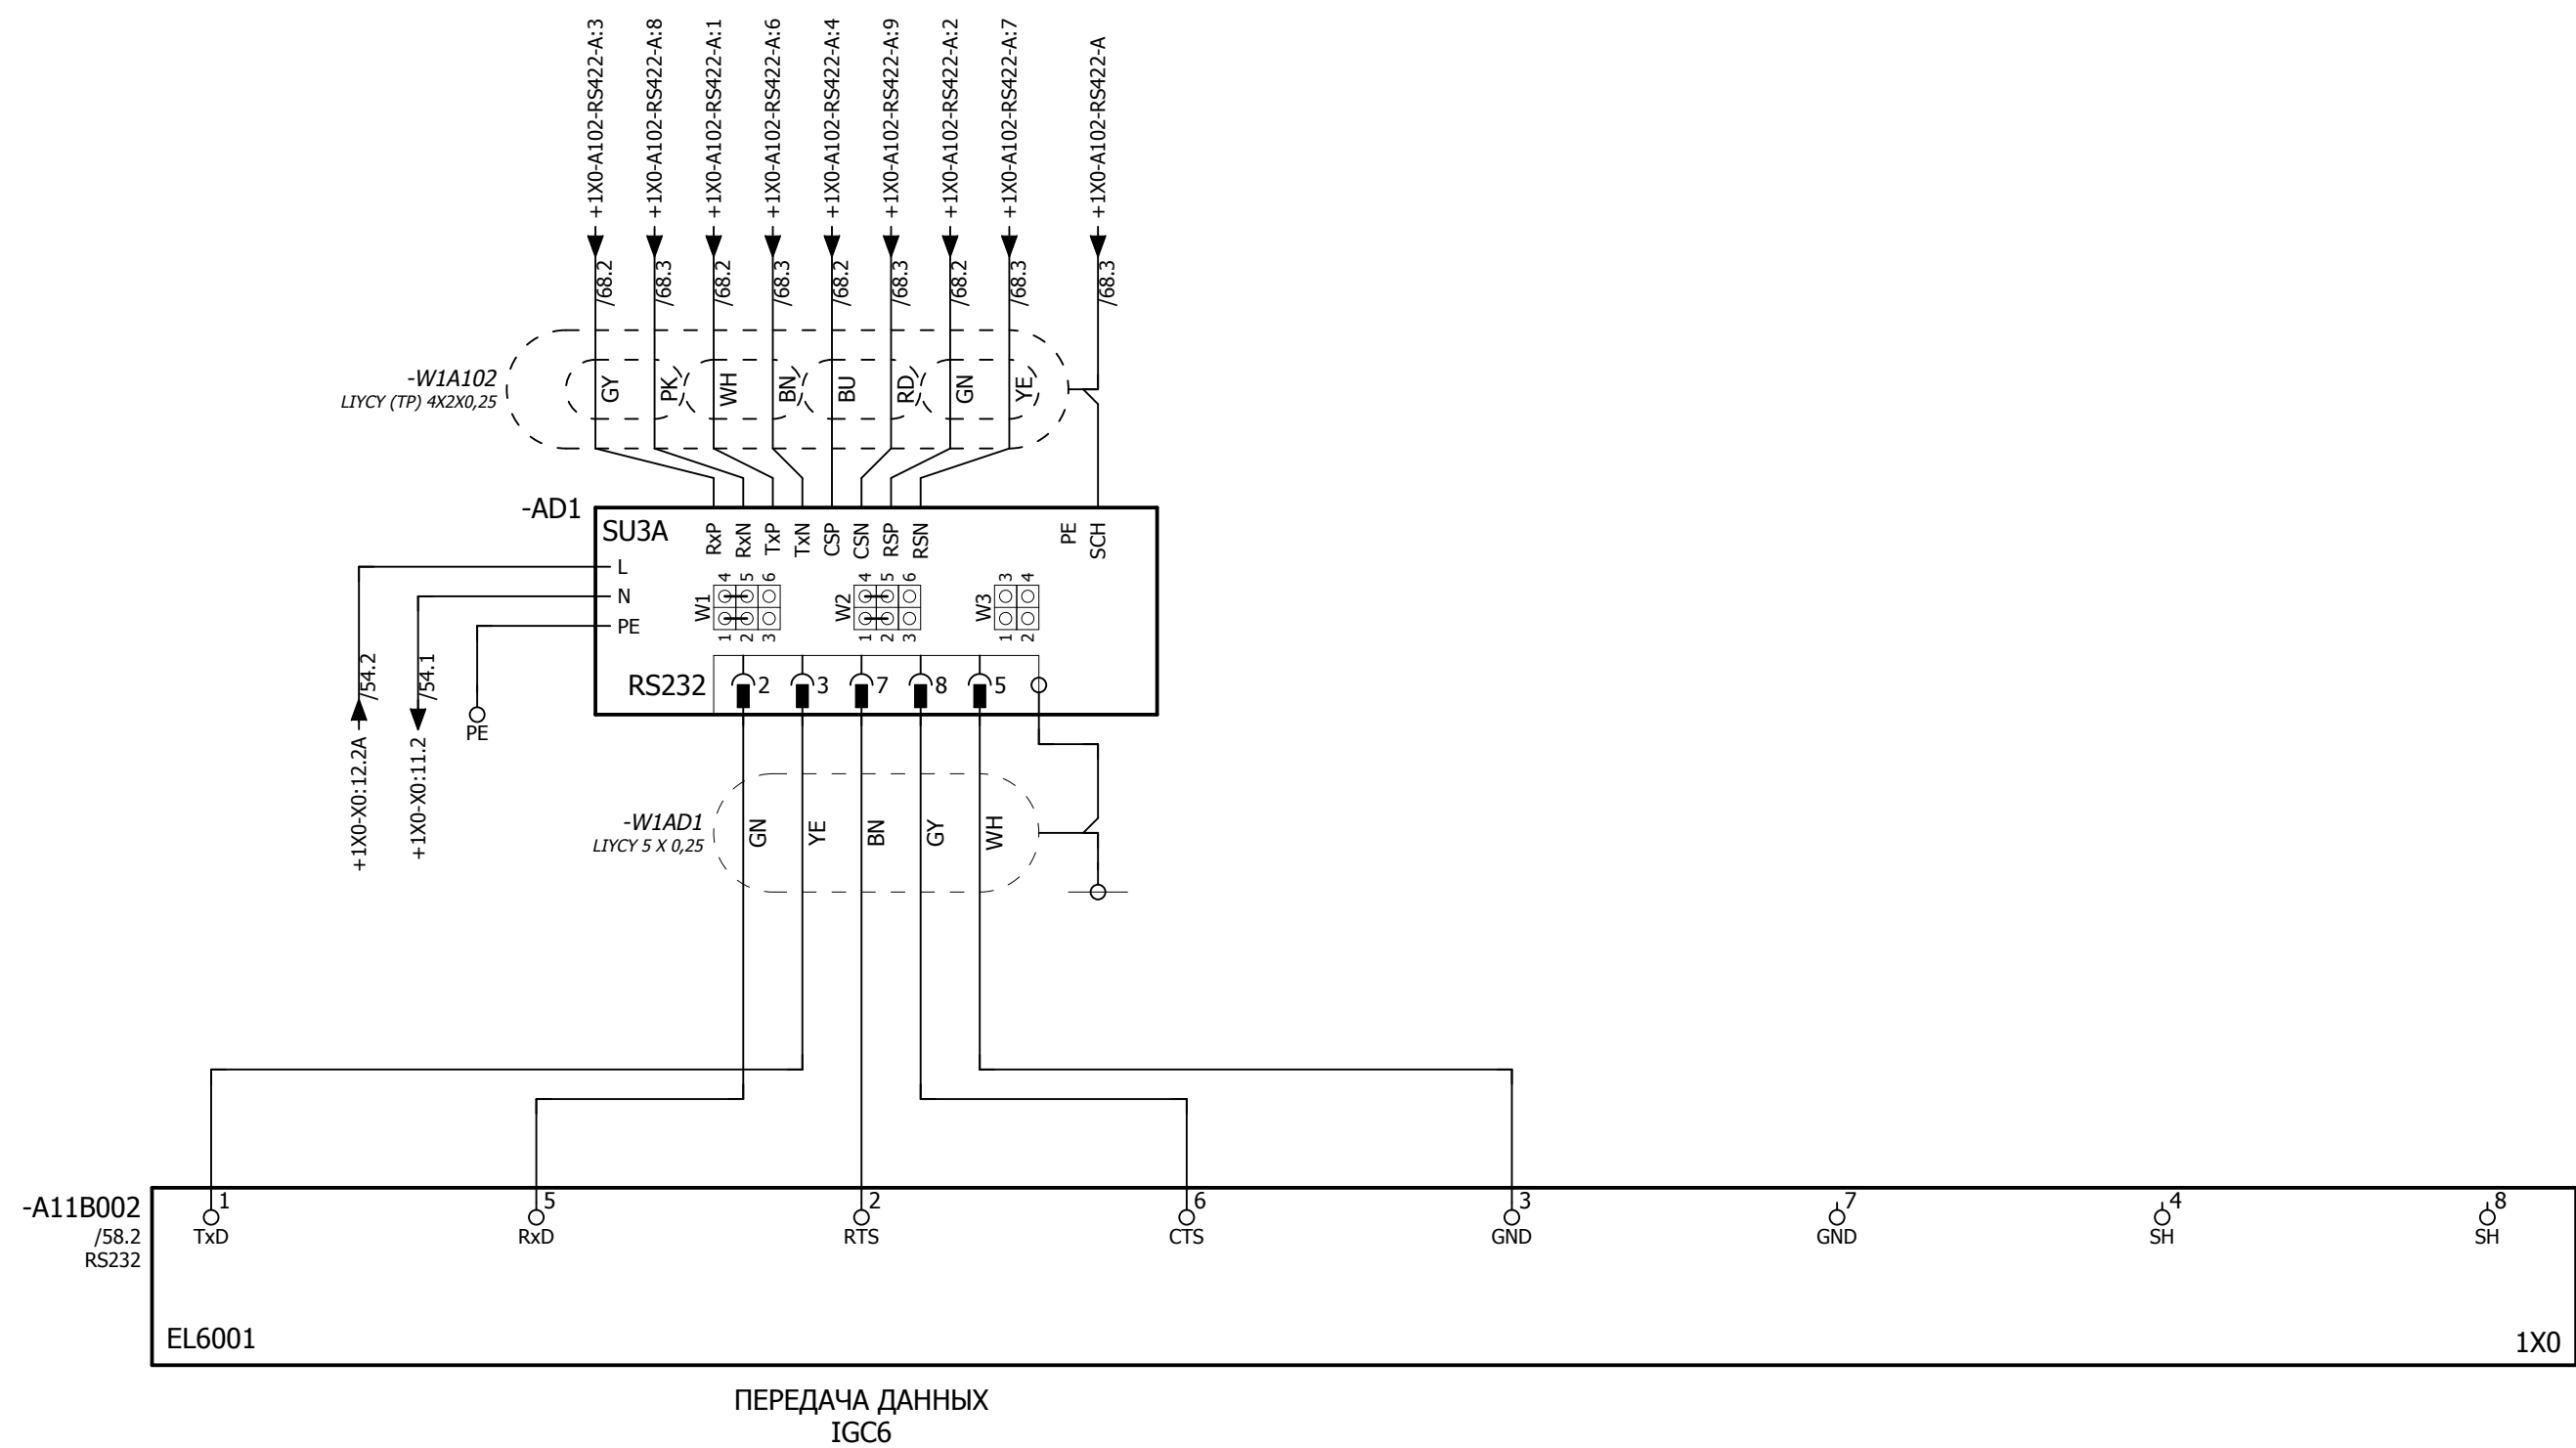 +1X0-A102-RS422-A:3
+1X0-A102-RS422-A:8
+1X0-A102-RS422-A:1
+1X0-A102-RS422-A:6
+1X0-A102-RS422-A:4
+1X0-A102-RS422-A:9
+1X0-A102-RS422-A:2
+1X0-A102-RS422-A:7
+1X0-A102-RS422-A
/68.2
/68.3
/68.2
/68.3
/68.2
/68.3
/68.2
/68.3
/68.3
-W1A102
LIYCY (TP) 4X2X0,25
GY
PK
WH
BN
BU
RD
GN
YE
-AD1
SU3A
RxP
RxN
TxP
TxN
CSP
CSN
RSP
RSN
PE
SCH
L
N
PE
W1
4
5
6
1
2
3
W2
4
5
6
1
2
3
W3
3
4
1
2
/54.2
/54.1
PE
+1X0-X0:12.2A
+1X0-X0:11.2
RS232
2
3
7
8
5
-W1AD1
LIYCY 5 X 0,25
GN
YE
BN
GY
WH
-A11B002
/58.2
RS232
1
TxD
5
RxD
2
RTS
6
CTS
3
GND
7
GND
4
SH
8
SH
EL6001
1X0
ПЕРЕДАЧА ДАННЫХ
IGC6